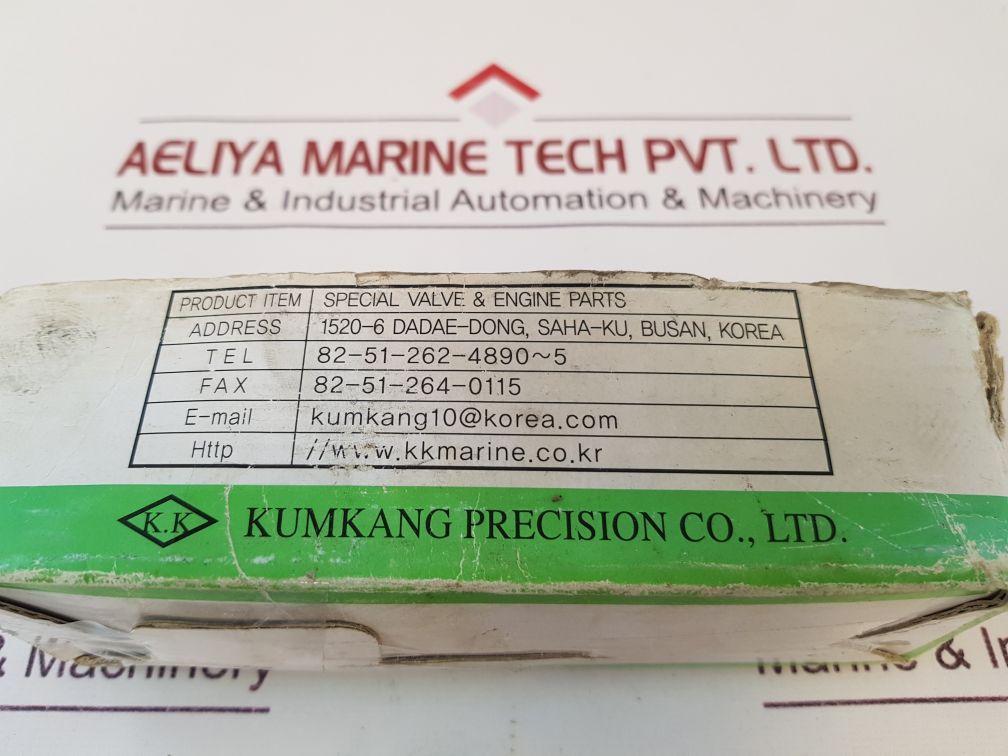 AELIYA MARINE TECH PVT. LTD.
Marine & Industrial Automation & Machinery
PRODUCT ITEM SPECIAL VALVE & ENGINE PARTS
ADDRESS 1520-6 DADAE-DONG, SAHA-KU, BUSAN, KOREA
TEL 82-51-262-4890~5
FAX 82-51-264-0115
E-mail kumkang10@korea.com
Http //www.kkmarine.co.kr
K.K KUMKANG PRECISION CO., LTD.
& Machinery
Marine &